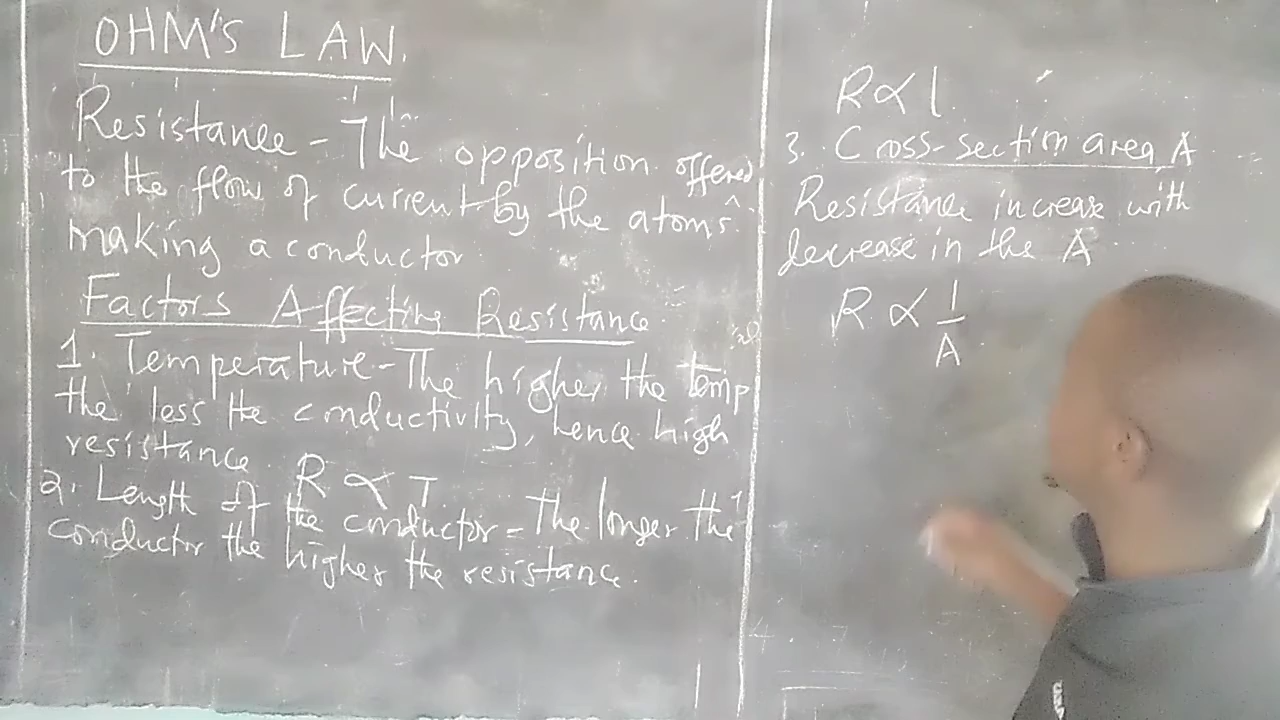 OHM'S LAW.
Resistance - The opposition offered
to the flow of current by the atoms
making a conductor
Factors Affecting Resistance
1. Temperature - The higher the temp
the less the conductivity, hence high
resistance.
R ∝ T
2. Length of the conductor = The longer the
conductor the higher the resistance.
R ∝ l
3. Cross-section area A
Resistance increase with
decrease in the A
R ∝ 1/A